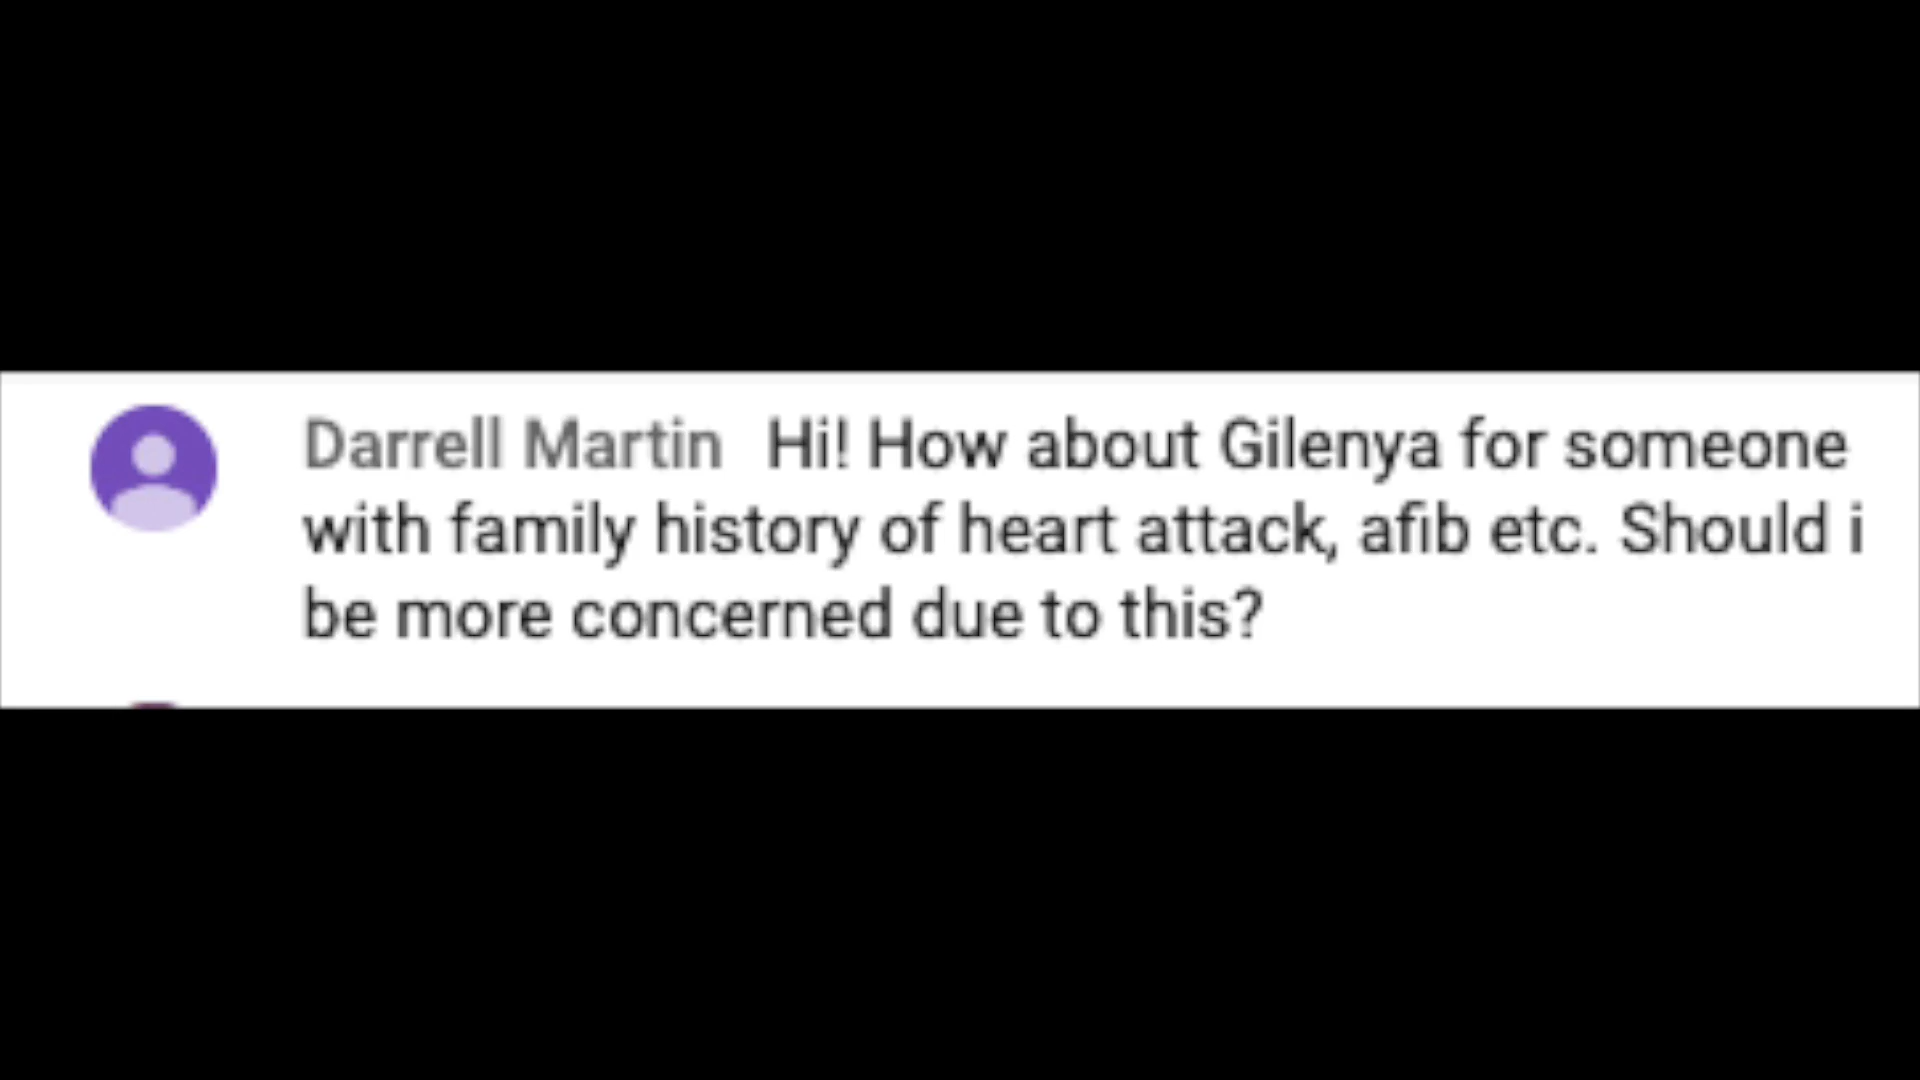 Darrell Martin Hi! How about Gilenya for someone
with family history of heart attack, afib etc. Should i
be more concerned due to this?